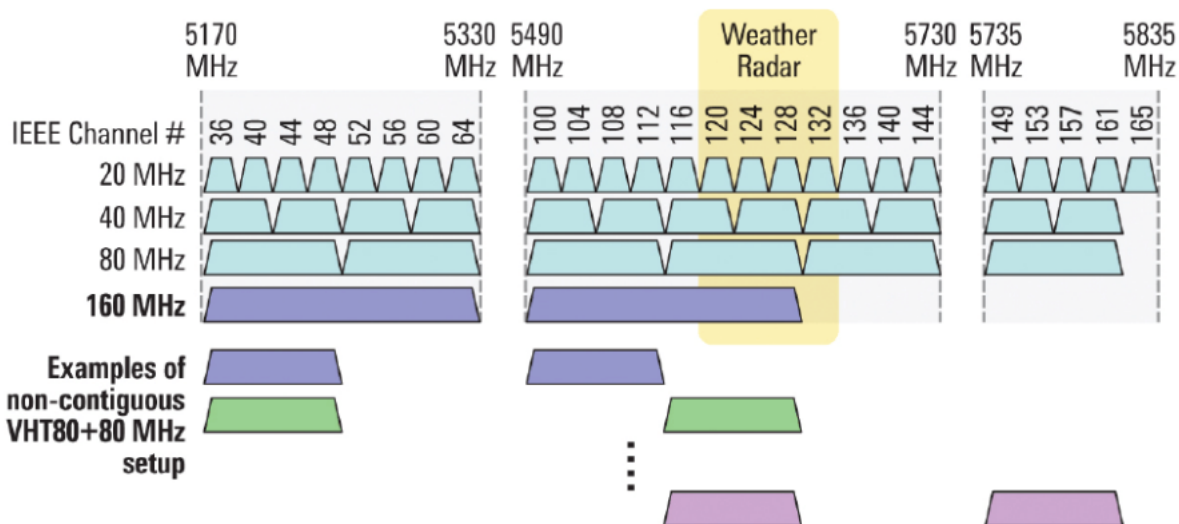 5170 MHz
5330 MHz
5490 MHz
Weather Radar
5730 MHz
5735 MHz
5835 MHz
IEEE Channel # 36 40 44 48 52 56 60 64 100 104 108 112 116 120 124 128 132 136 140 144 149 153 157 161 165
20 MHz
40 MHz
80 MHz
160 MHz
Examples of
non-contiguous
VHT80+80 MHz
setup